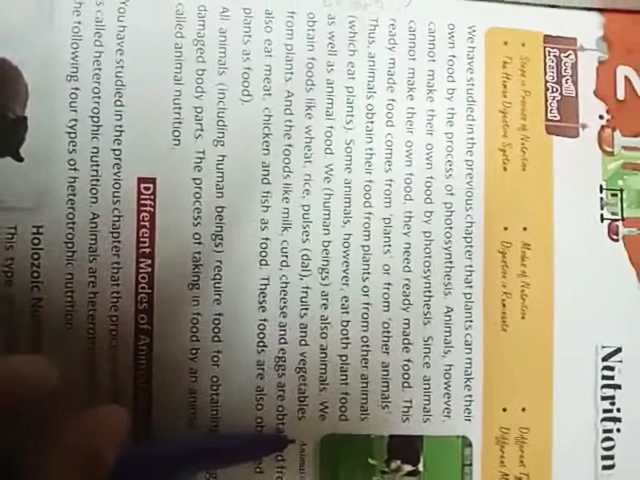 2
Nutrition
You will
Learn About
• Steps in Process of Nutrition
• Modes of Nutrition
• Different
• The Human Digestive System
• Digestion in Ruminants
• Different
We have studied in the previous chapter that plants can make their
own food by the process of photosynthesis. Animals, however,
cannot make their own food by photosynthesis. Since animals
cannot make their own food, they need ready made food. This
ready made food comes from 'plants' or from 'other animals'
Thus, animals obtain their food from plants or from other animals
(which eat plants). Some animals, however, eat both plant food
as well as animal food. We (human beings) are also animals. We
obtain foods like wheat, rice, pulses (dal), fruits and vegetables
from plants. And the foods like milk, curd, cheese and eggs are
also eat meat, chicken and fish as food. These foods are also
plants as food).
All animals (including human beings) require food for
damaged body parts. The process of taking in food by an
called animal nutrition.
Different Modes of
You have studied in the previous chapter that the
called heterotrophic nutrition. Animals are
following four types of heterotrophic nutrition
Holozoic
This type